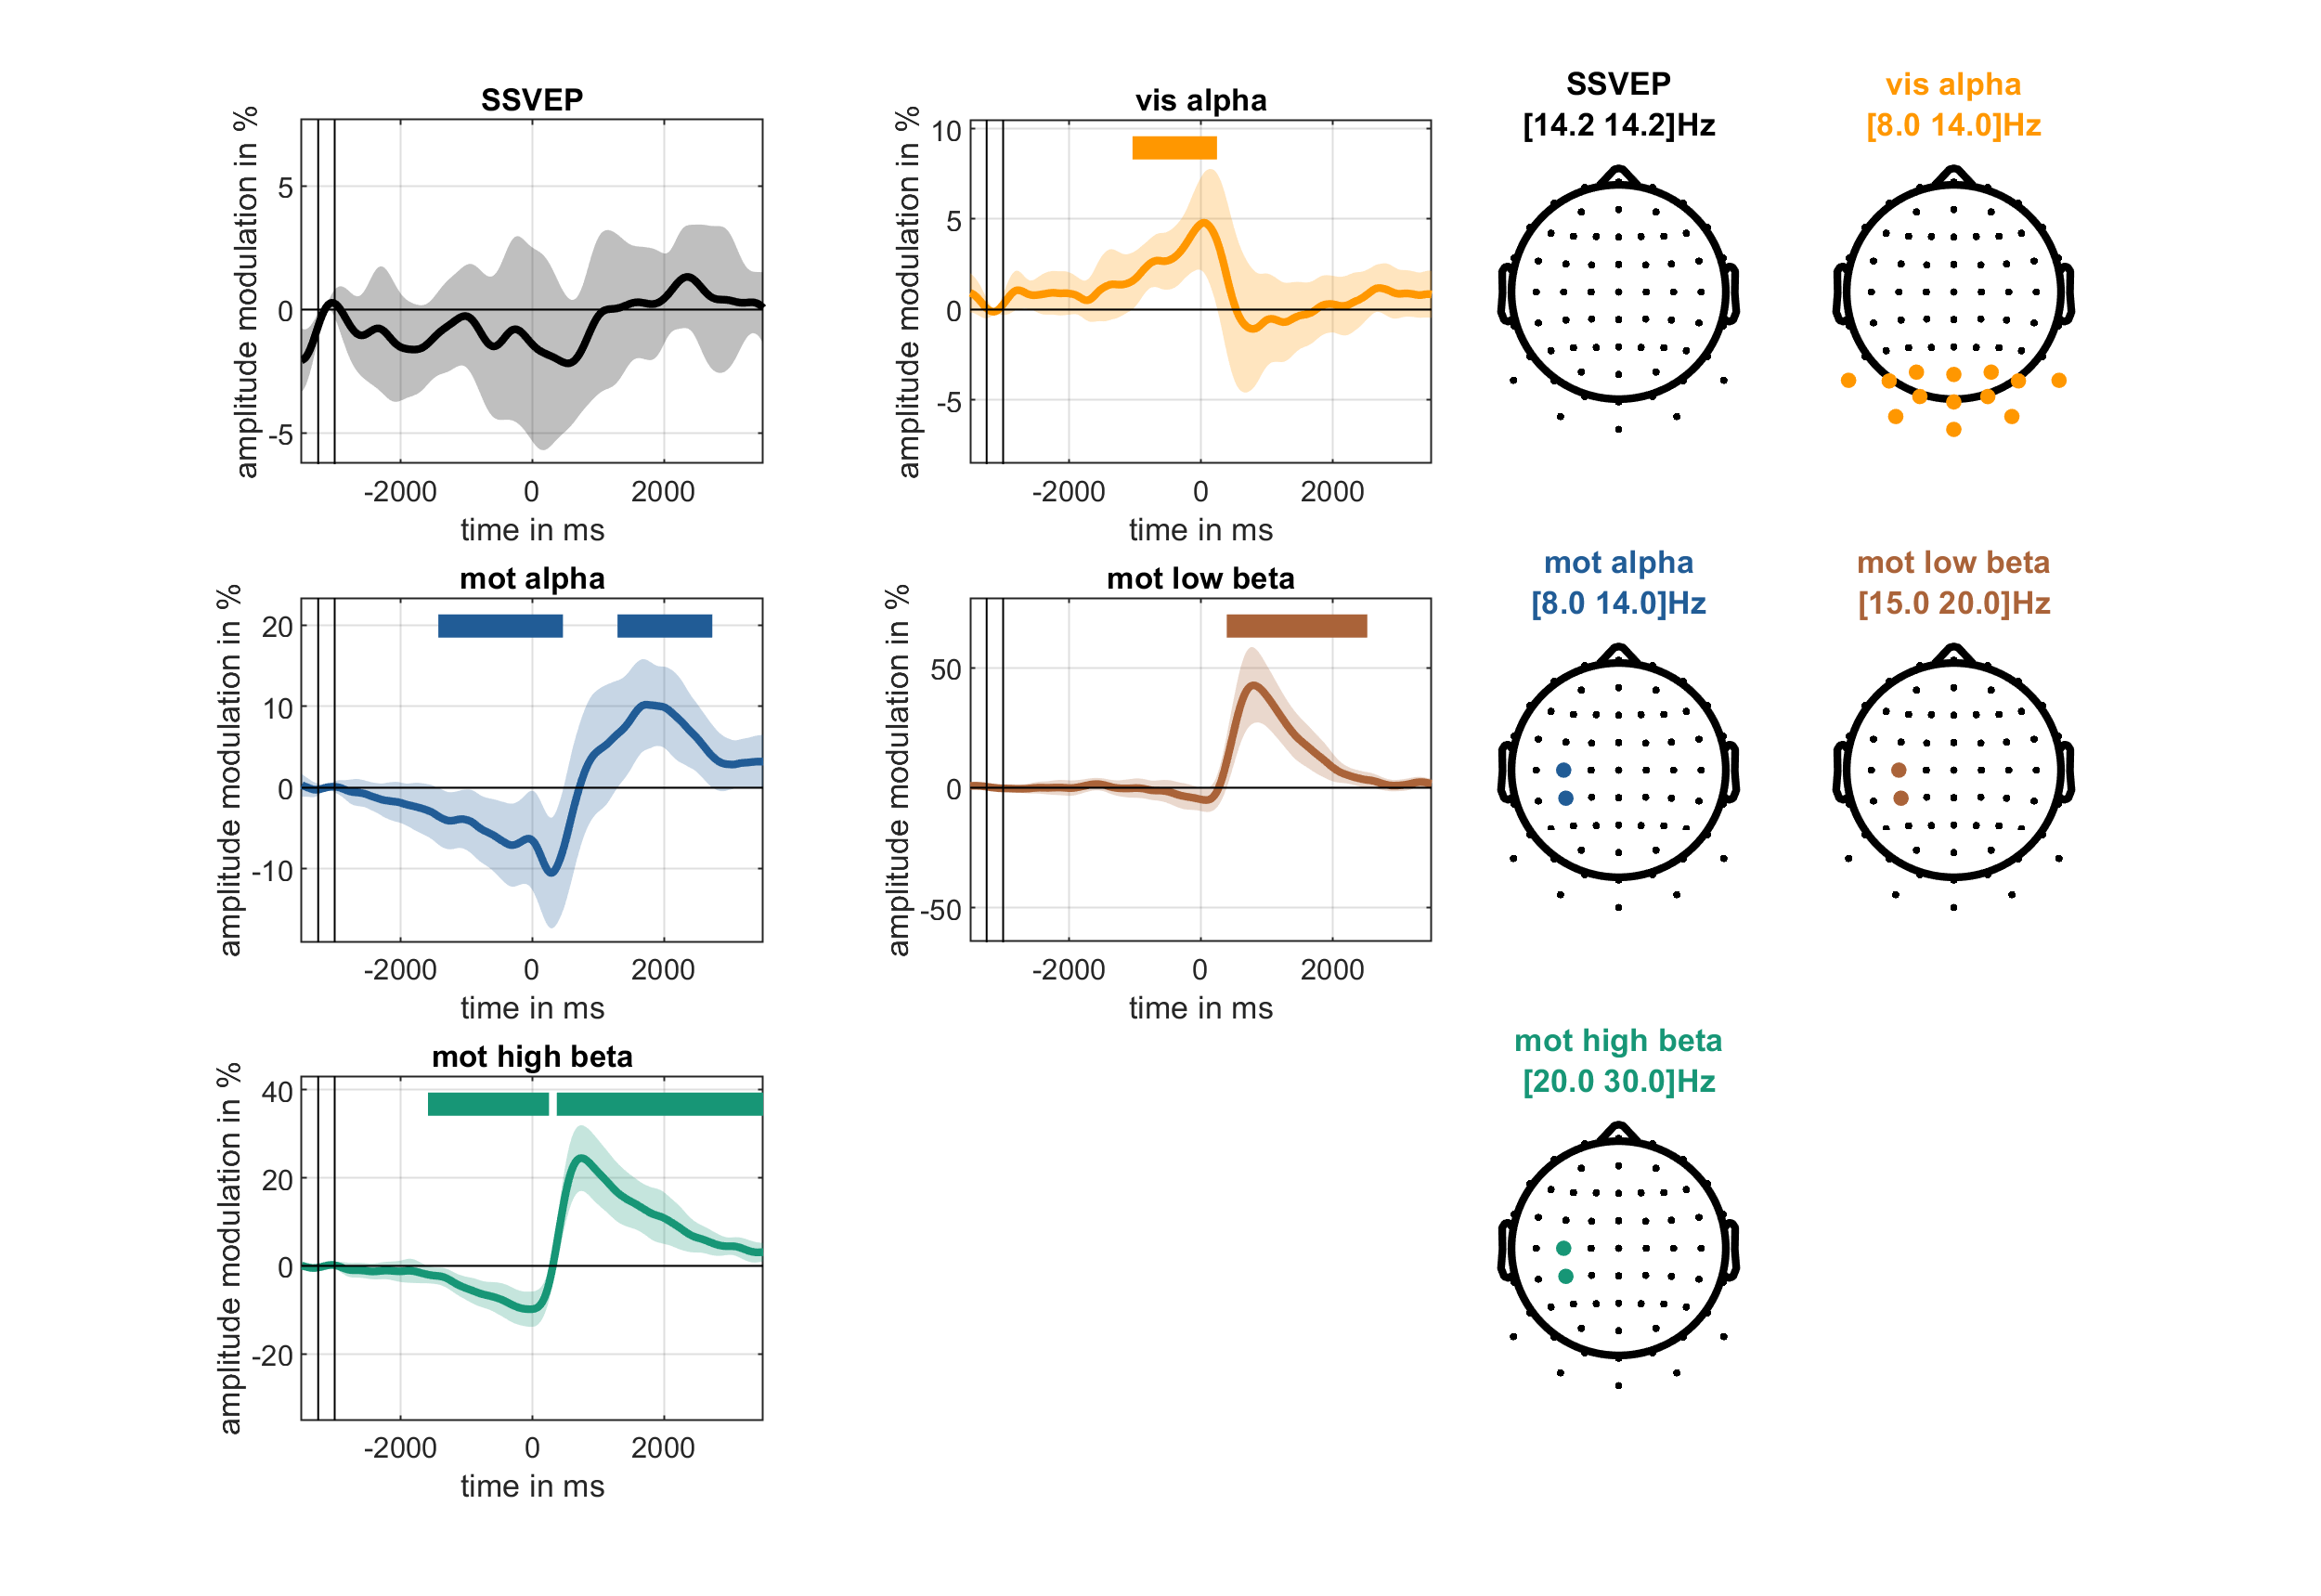 SSVEP
amplitude modulation in %
5
0
-5
-2000 0 2000
time in ms
vis alpha
amplitude modulation in %
10
5
0
-5
-2000 0 2000
time in ms
SSVEP
[14.2 14.2]Hz
vis alpha
[8.0 14.0]Hz
mot alpha
amplitude modulation in %
20
10
0
-10
-2000 0 2000
time in ms
mot low beta
amplitude modulation in %
50
0
-50
-2000 0 2000
time in ms
mot alpha
[8.0 14.0]Hz
mot low beta
[15.0 20.0]Hz
mot high beta
amplitude modulation in %
40
20
0
-20
-2000 0 2000
time in ms
mot high beta
[20.0 30.0]Hz